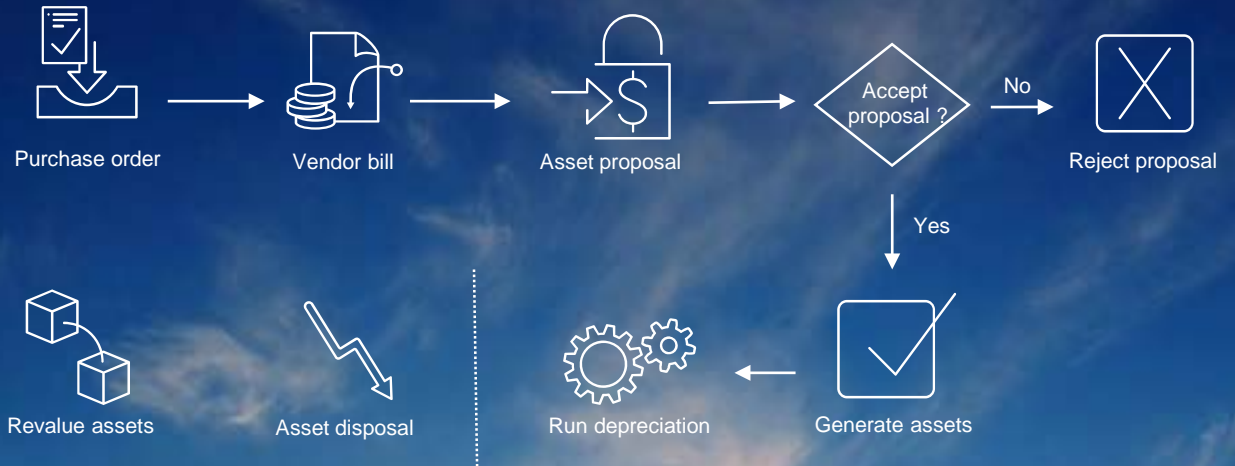 Purchase order
Vendor bill
Asset proposal
Accept
proposal ?
No
Reject proposal
Yes
Revalue assets
Asset disposal
Run depreciation
Generate assets